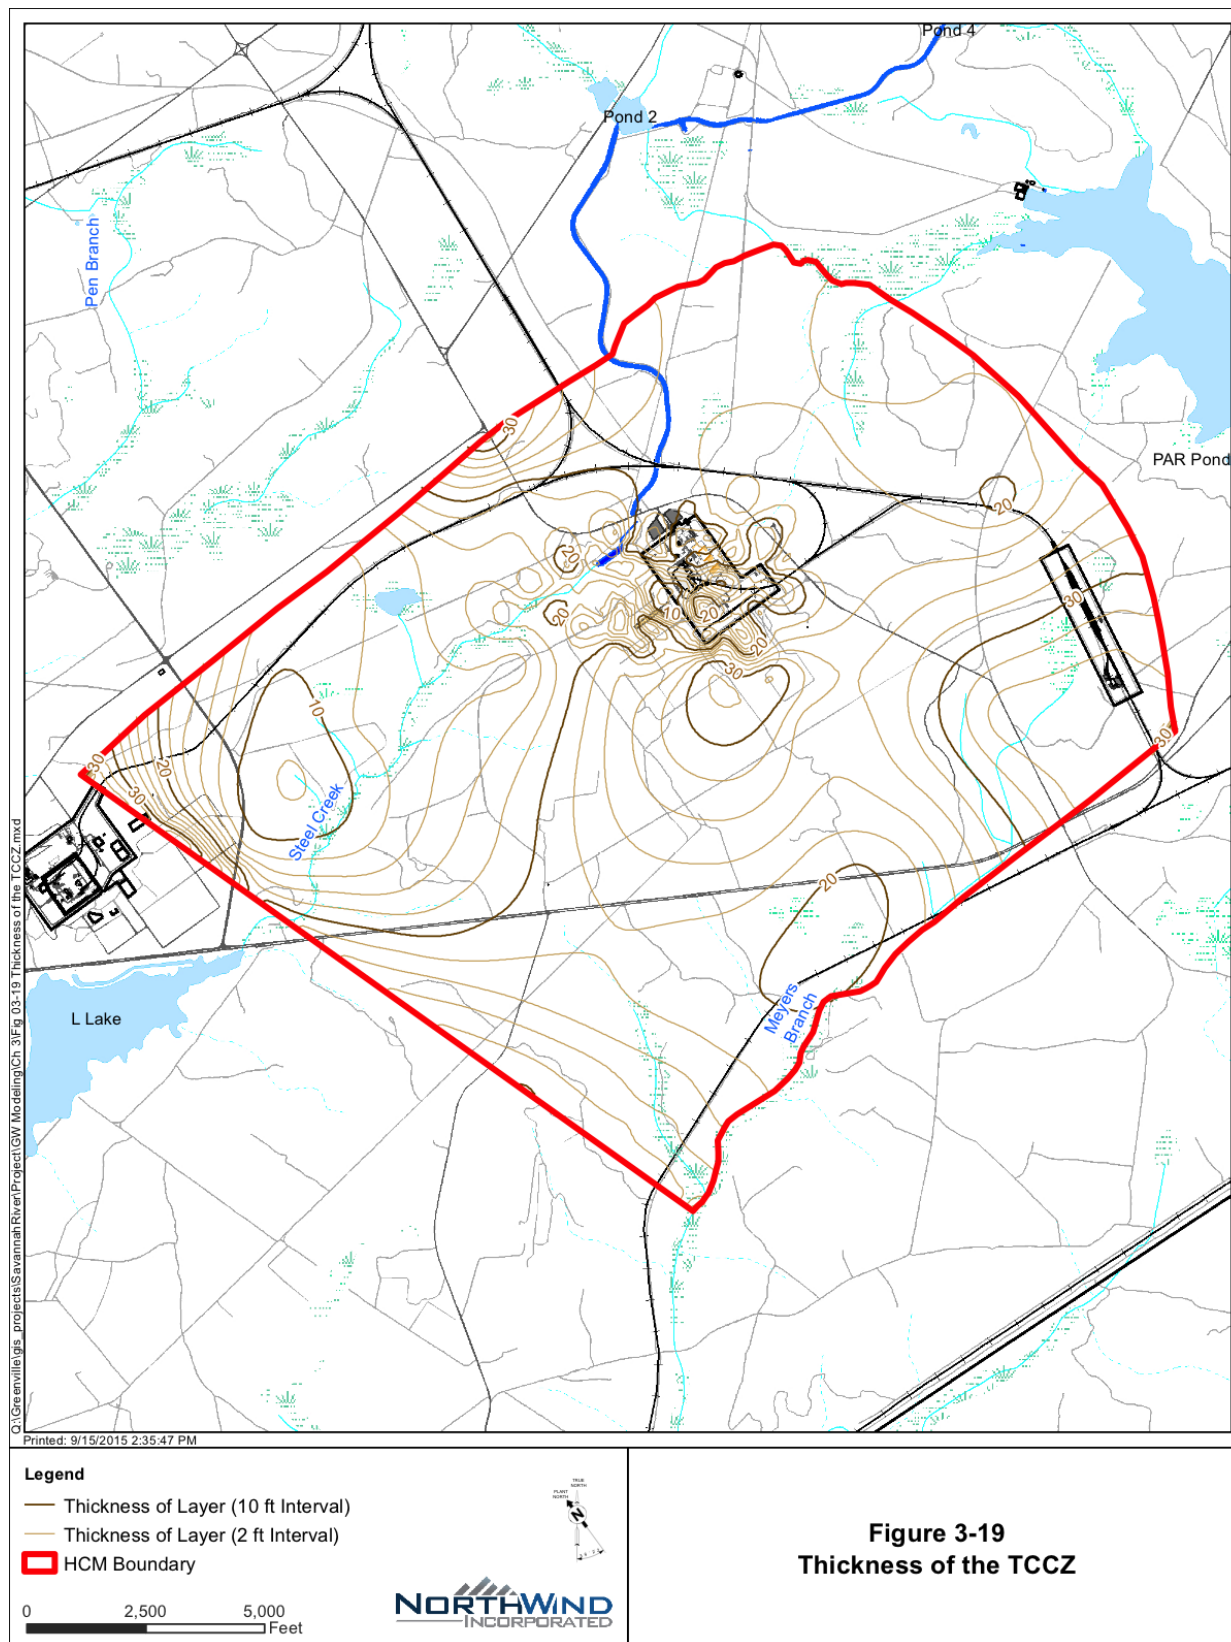 Pond 4
Pond 2
Pen Branch
PAR Pond
30
20
20
20
10
20
20
30
30
30
10
30
20
30
Steel Creek
20
Meyers
Branch
L Lake
Q:\Greenville\gis_projects\SavannahRiver\Project\GW Modeling\Ch 3\Fig 03-19 Thickness of the TCCZ.mxd
Printed: 9/15/2015 2:35:47 PM
Legend
Thickness of Layer (10 ft Interval)
Thickness of Layer (2 ft Interval)
HCM Boundary
0 2,500 5,000
Feet
TRUE
NORTH
PLANT
NORTH
N
NORTHWIND
INCORPORATED
Figure 3-19
Thickness of the TCCZ